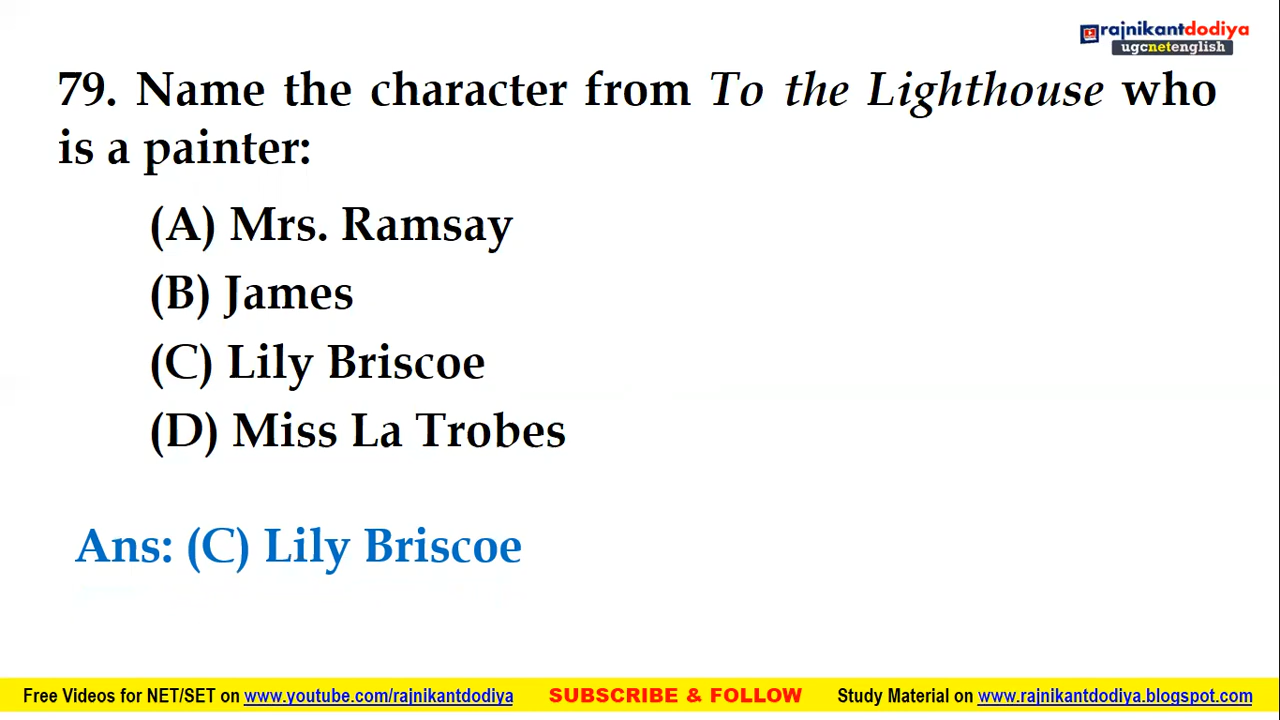 rajnikantdodiya
ugcnetenglish
79. Name the character from To the Lighthouse who
is a painter:
(A) Mrs. Ramsay
(B) James
(C) Lily Briscoe
(D) Miss La Trobes
Ans: (C) Lily Briscoe
Free Videos for NET/SET on www.youtube.com/rajnikantdodiya SUBSCRIBE & FOLLOW Study Material on www.rajnikantdodiya.blogspot.com